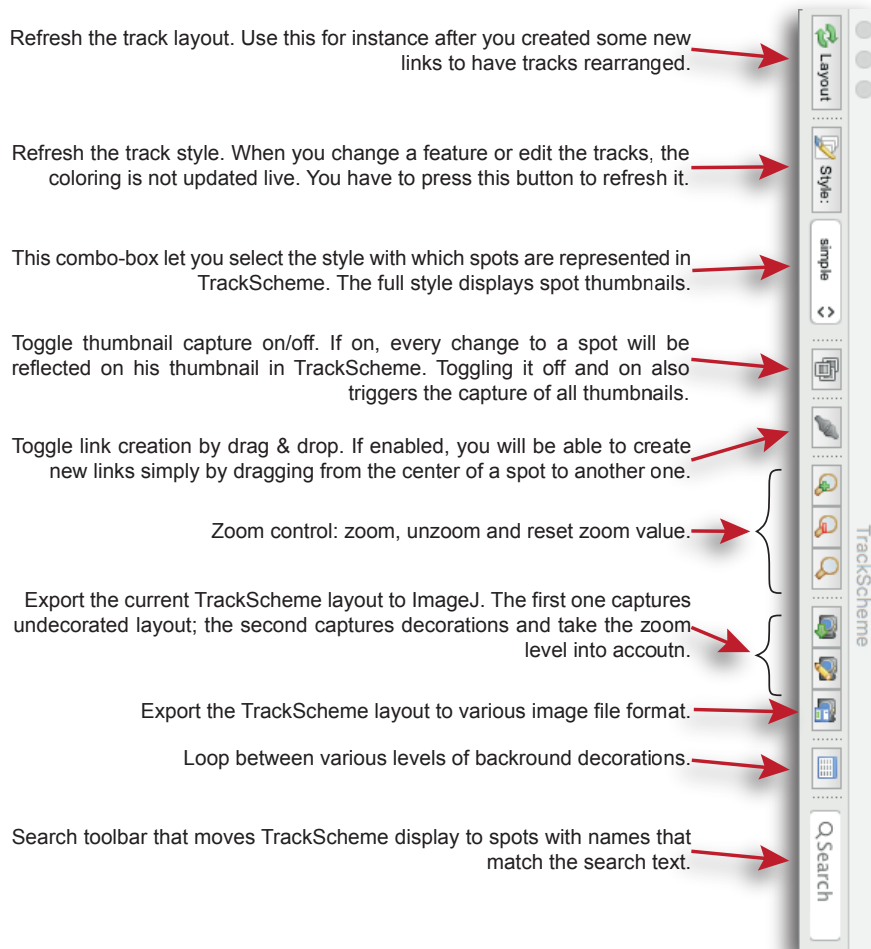 Refresh the track layout. Use this for instance after you created some new
links to have tracks rearranged.
Refresh the track style. When you change a feature or edit the tracks, the
coloring is not updated live. You have to press this button to refresh it.
This combo-box let you select the style with which spots are represented in
TrackScheme. The full style displays spot thumbnails.
Toggle thumbnail capture on/off. If on, every change to a spot will be
reflected on his thumbnail in TrackScheme. Toggling it off and on also
triggers the capture of all thumbnails.
Toggle link creation by drag & drop. If enabled, you will be able to create
new links simply by dragging from the center of a spot to another one.
Zoom control: zoom, unzoom and reset zoom value.
Export the current TrackScheme layout to ImageJ. The first one captures
undecorated layout; the second captures decorations and take the zoom
level into accoutn.
Export the TrackScheme layout to various image file format.
Loop between various levels of backround decorations.
Search toolbar that moves TrackScheme display to spots with names that
match the search text.
TrackScheme
Layout
Style:
simple
Search